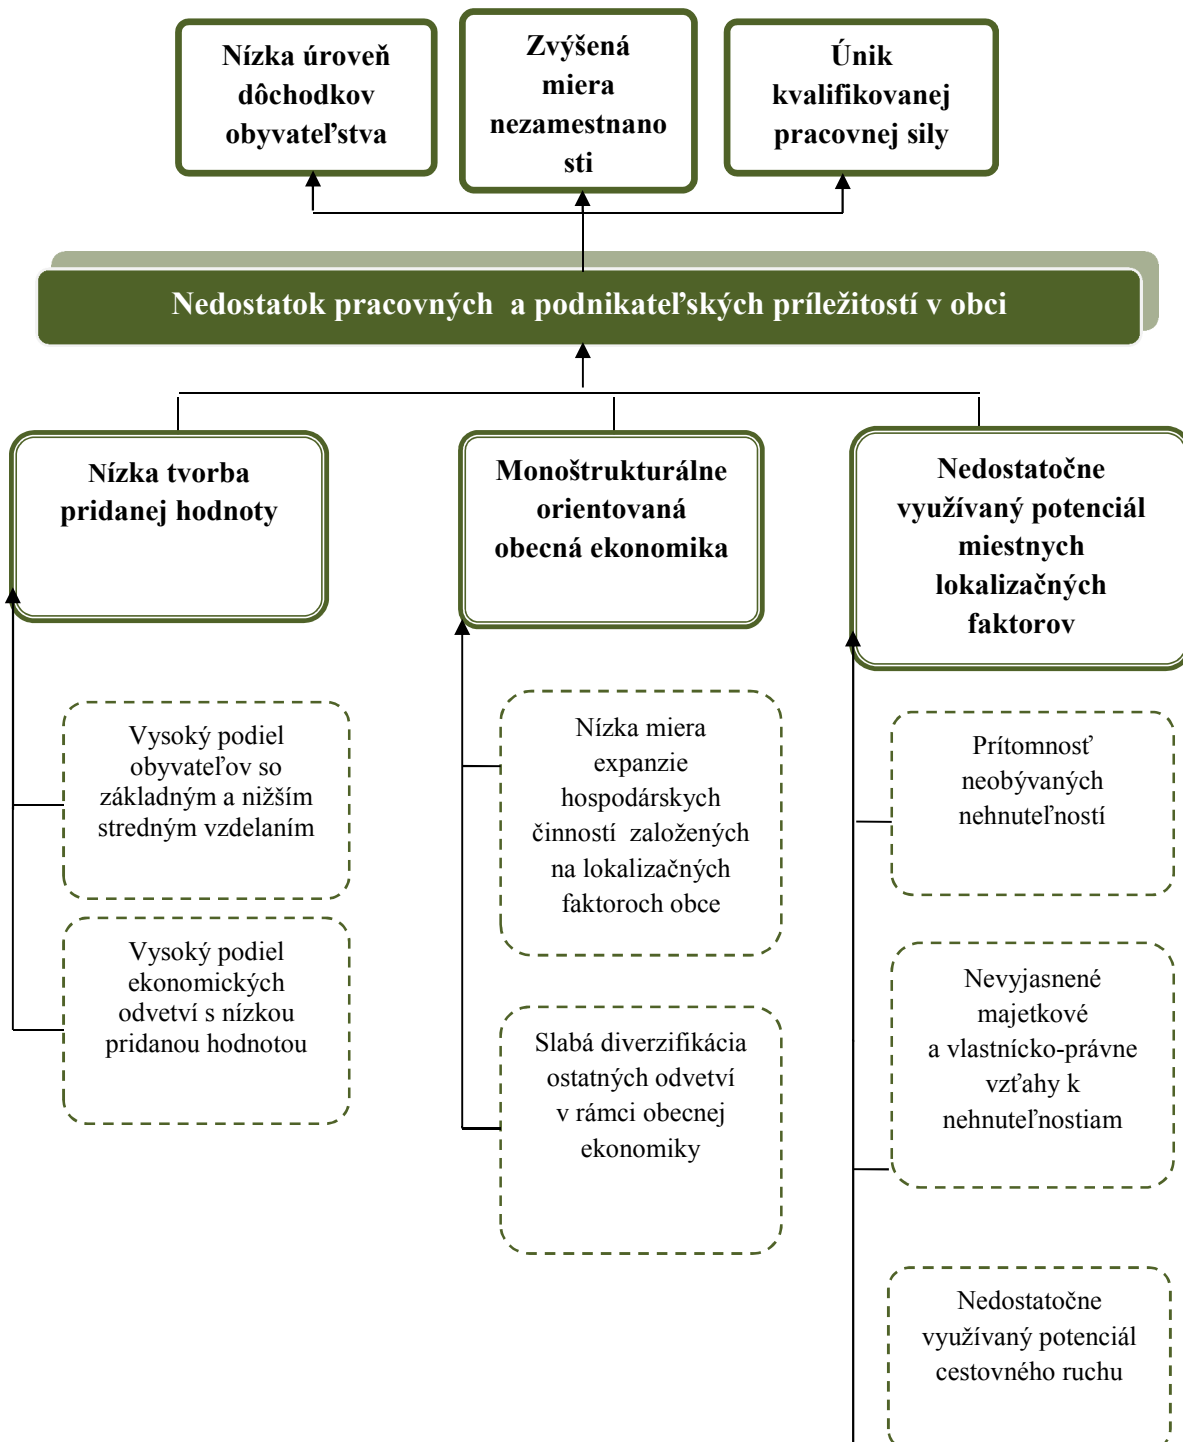 Nízka úroveň
dôchodkov
obyvateľstva
Zvýšená
miera
nezamestnano
sti
Únik
kvalifikovanej
pracovnej sily
Nedostatok pracovných  a podnikateľských príležitostí v obci
Nízka tvorba
pridanej hodnoty
Monoštrukturálne
orientovaná
obecná ekonomika
Nedostatočne
využívaný potenciál
miestnych
lokalizačných
faktorov
Vysoký podiel
obyvateľov so
základným a nižším
stredným vzdelaním
Vysoký podiel
ekonomických
odvetví s nízkou
pridanou hodnotou
Nízka miera
expanzie
hospodárskych
činností  založených
na lokalizačných
faktoroch obce
Slabá diverzifikácia
ostatných odvetví
v rámci obecnej
ekonomiky
Prítomnosť
neobývaných
nehnuteľností
Nevyjasnené
majetkové
a vlastnícko-právne
vzťahy k
nehnuteľnostiam
Nedostatočne
využívaný potenciál
cestovného ruchu